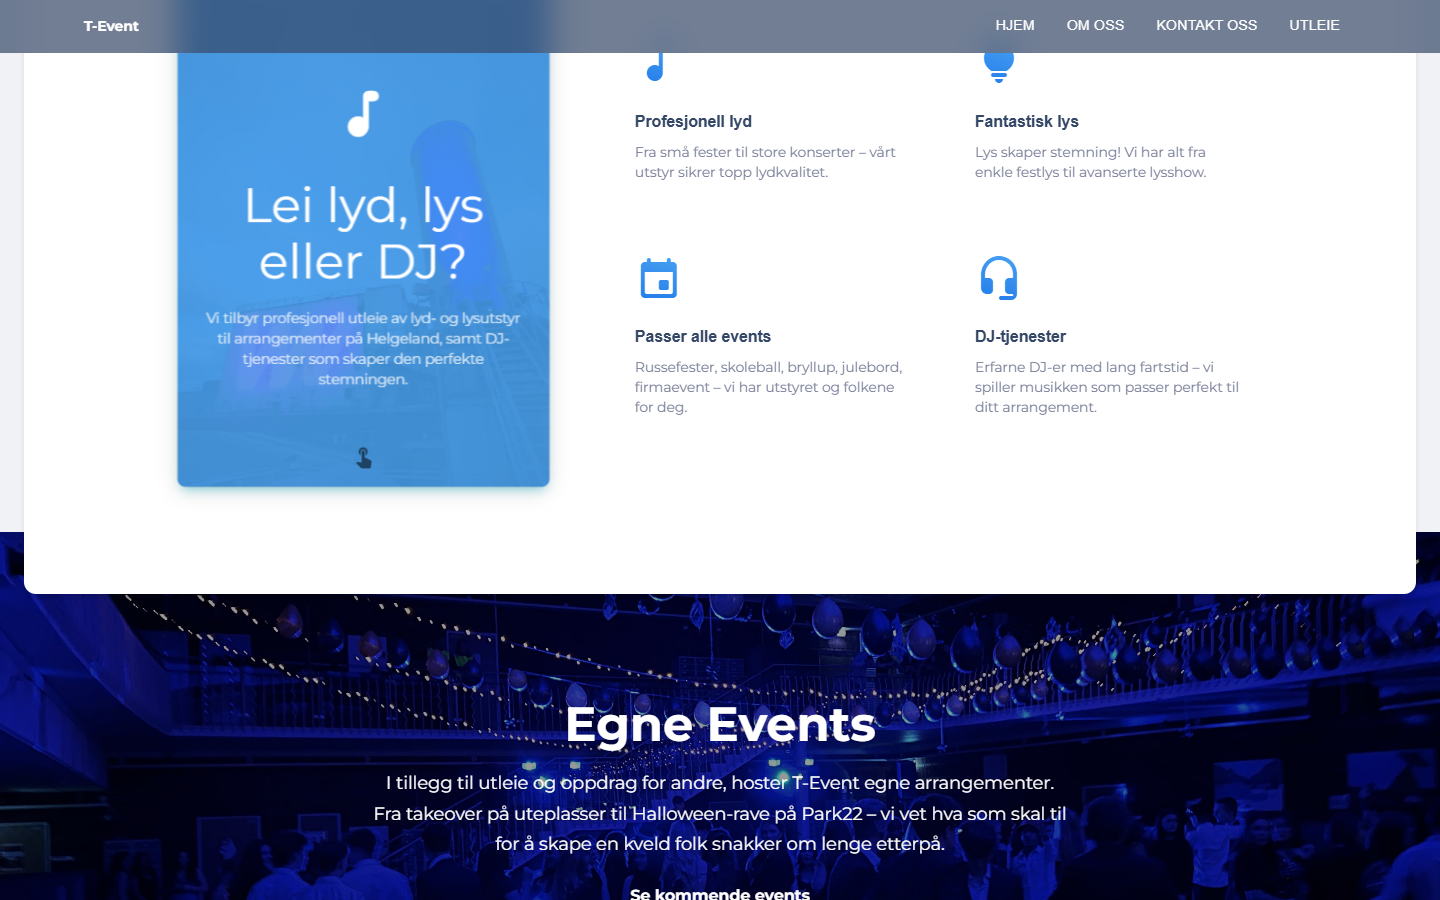 T-Event
HJEM
OM OSS
KONTAKT OSS
UTLEIE
Lei lyd, lys
eller DJ?
Vi tilbyr profesjonell utleie av lyd- og lysutstyr
til arrangementer på Helgeland, samt DJ-
tjenester som skaper den perfekte
stemningen.
Profesjonell lyd
Fra små fester til store konserter – vårt
utstyr sikrer topp lydkvalitet.
Fantastisk lys
Lys skaper stemning! Vi har alt fra
enkle festlys til avanserte lysshow.
Passer alle events
Russefester, skoleball, bryllup, julebord,
firmaevent – vi har utstyret og folkene
for deg.
DJ-tjenester
Erfarne DJ-er med lang fartstid – vi
spiller musikken som passer perfekt til
ditt arrangement.
Egne Events
I tillegg til utleie og oppdrag for andre, hoster T-Event egne arrangementer.
Fra takeover på uteplasser til Halloween-rave på Park22 – vi vet hva som skal til
for å skape en kveld folk snakker om lenge etterpå.
Se kommende events